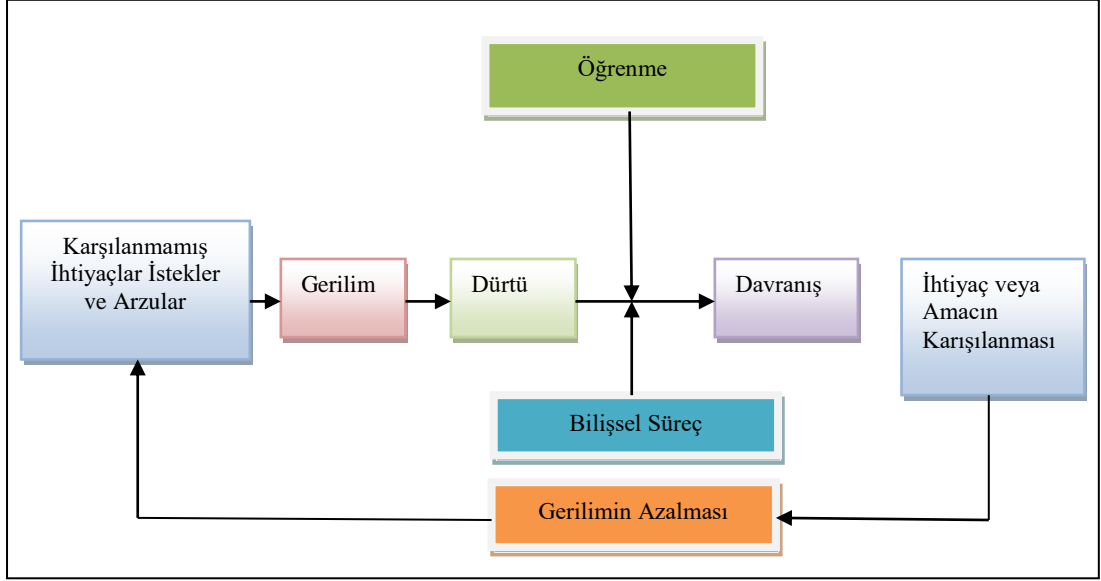 Öğrenme
Karşılanmamış
İhtiyaçlar İstekler
ve Arzular
Gerilim
Dürtü
Davranış
İhtiyaç veya
Amacın
Karışılanması
Bilişsel Süreç
Gerilimin Azalması